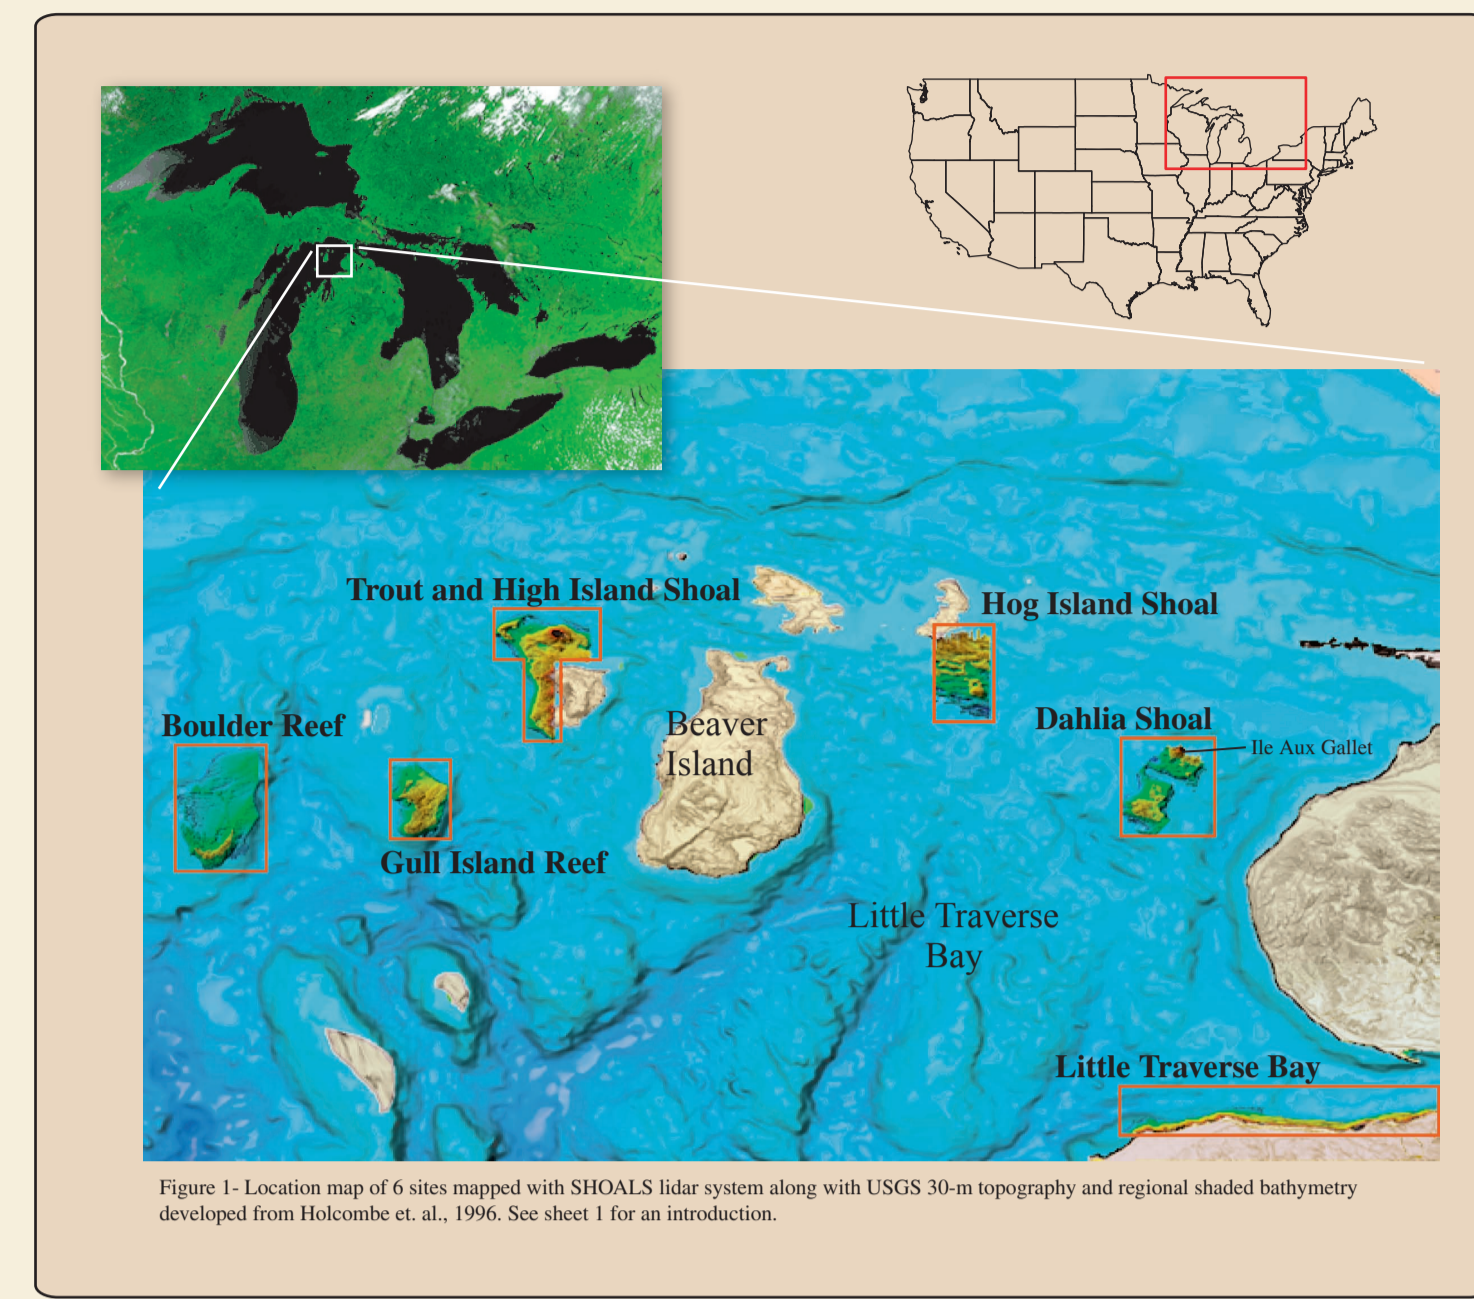 Trout and High Island Shoal
Hog Island Shoal
Boulder Reef
Beaver
Island
Dahlia Shoal
Ile Aux Gallet
Gull Island Reef
Little Traverse
Bay
Little Traverse Bay
Figure 1- Location map of 6 sites mapped with SHOALS lidar system along with USGS 30-m topography and regional shaded bathymetry
developed from Holcombe et. al., 1996. See sheet 1 for an introduction.